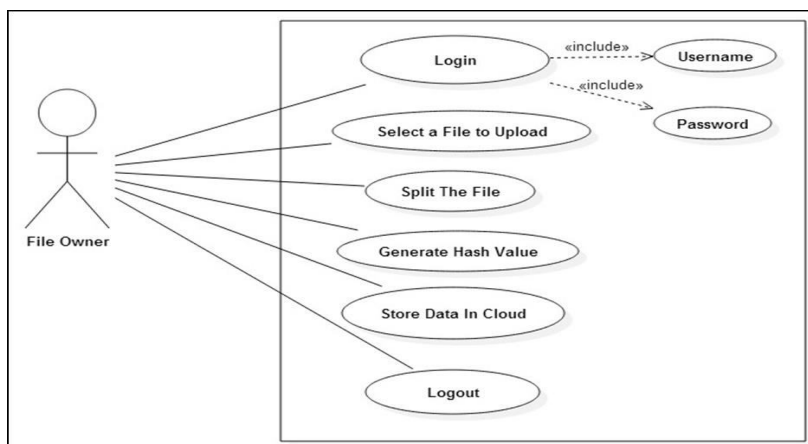 Login
«include»
Username
«include»
Password
Select a File to Upload
Split The File
File Owner
Generate Hash Value
Store Data In Cloud
Logout